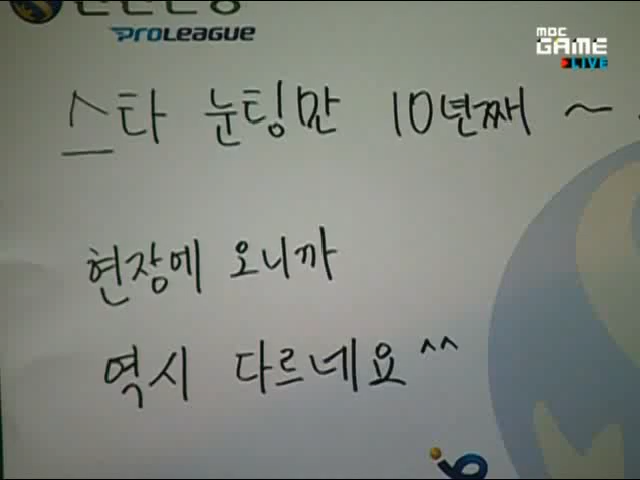 PROLEAGUE
mbc
GAME
LIVE
스타 눈팅만 10년째 ~
현장에 오니까
역시 다르네요 ^^